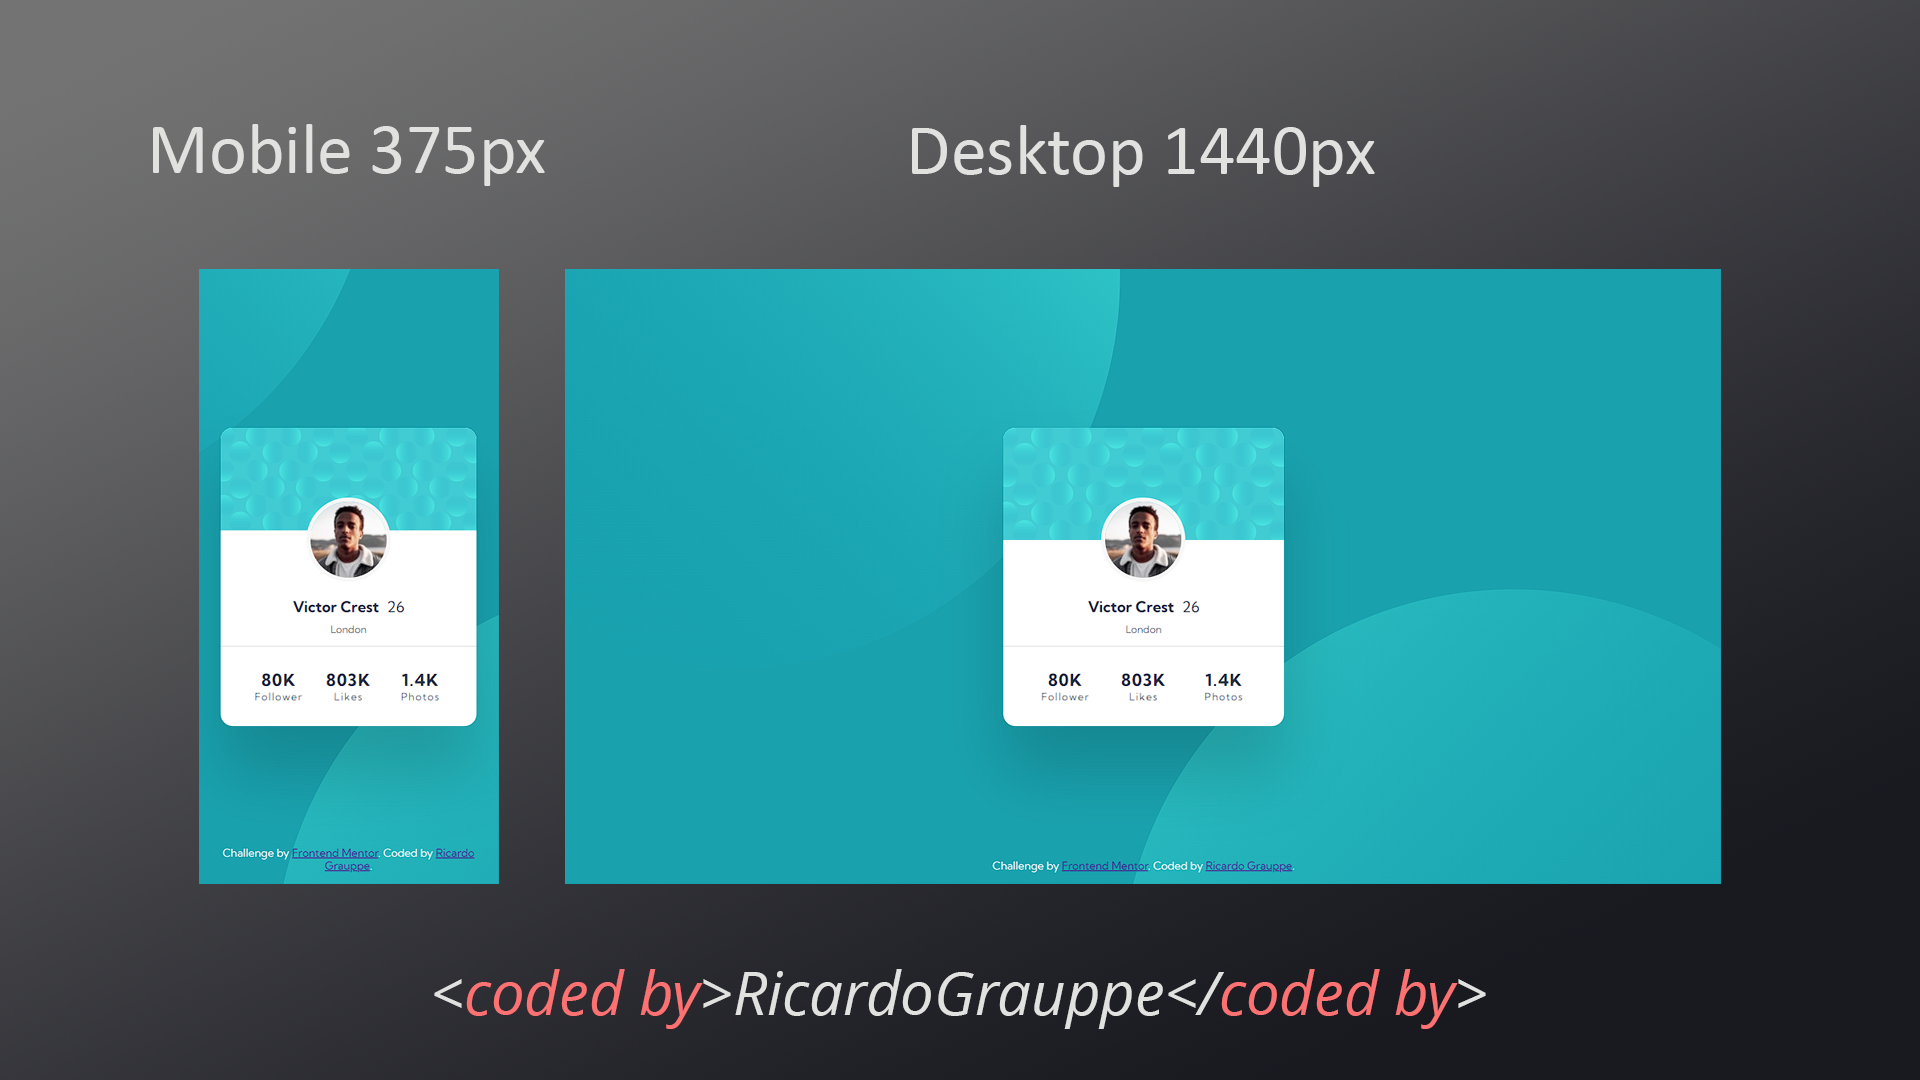 Mobile 375px
Desktop 1440px
Victor Crest 26
London
80K 803K 1.4K
Follower Likes Photos
Challenge by Frontend Mentor. Coded by Ricardo
Grauppe.
Victor Crest 26
London
80K 803K 1.4K
Follower Likes Photos
Challenge by Frontend Mentor. Coded by Ricardo Grauppe.
<coded by>RicardoGrauppe</coded by>